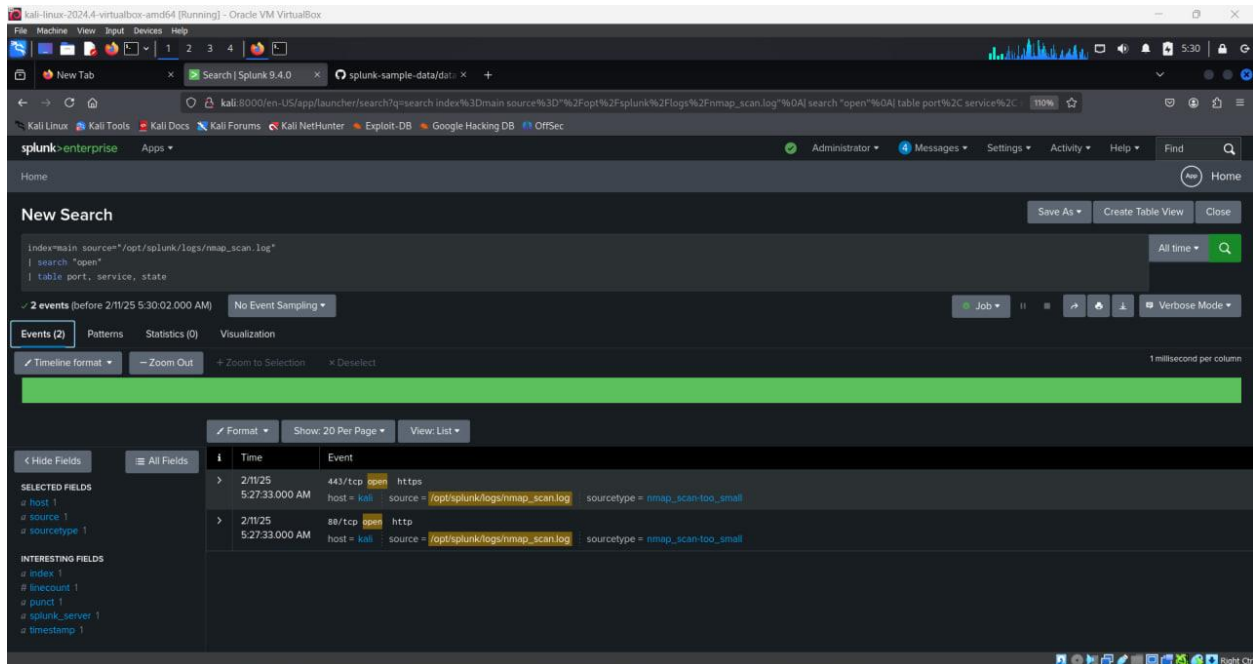 kali-linux-2024.4-virtualbox-amd64 [Running] - Oracle VM VirtualBox
File Machine View Input Devices Help
1 2 3 4 5:30
New Tab Search | Splunk 9.4.0 splunk-sample-data/data
kali:8000/en-US/app/launcher/search?q=search index%3Dmain source%3D"%2Fopt%2Fsplunk%2Flogs%2Fnmap_scan.log"%0A| search "open"%0A| table port%2C service%2C 110%
Kali Linux Kali Tools Kali Docs Kali Forums Kali NetHunter Exploit-DB Google Hacking DB OffSec
splunk>enterprise Apps Administrator 4 Messages Settings Activity Help Find
Home App Home
New Search Save As Create Table View Close
index=main source="/opt/splunk/logs/nmap_scan.log"
| search "open"
| table port, service, state
All time
2 events (before 2/11/25 5:30:02.000 AM) No Event Sampling Job Verbose Mode
Events (2) Patterns Statistics (0) Visualization
Timeline format — Zoom Out + Zoom to Selection × Deselect 1 millisecond per column
Format Show: 20 Per Page View: List
< Hide Fields All Fields i Time Event
SELECTED FIELDS
a host 1
a source 1
a sourcetype 1
INTERESTING FIELDS
a index 1
# linecount 1
a punct 1
a splunk_server 1
a timestamp 1
> 2/11/25 443/tcp open https
5:27:33.000 AM host = kali source = /opt/splunk/logs/nmap_scan.log sourcetype = nmap_scan-too_small
> 2/11/25 80/tcp open http
5:27:33.000 AM host = kali source = /opt/splunk/logs/nmap_scan.log sourcetype = nmap_scan-too_small
Right Ctrl